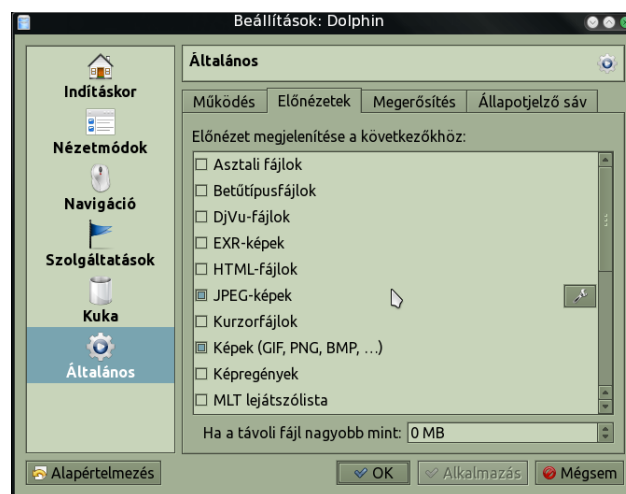 Beállítások: Dolphin
Indításkor
Nézetmódok
Navigáció
Szolgáltatások
Kuka
Általános
Általános
Működés Előnézetek Megerősítés Állapotjelző sáv
Előnézet megjelenítése a következőkhöz:
Asztali fájlok
Betűtípusfájlok
DjVu-fájlok
EXR-képek
HTML-fájlok
JPEG-képek
Kurzorfájlok
Képek (GIF, PNG, BMP, …)
Képregények
MLT lejátszólista
Ha a távoli fájl nagyobb mint: 0 MB
Alapértelmezés OK Alkalmazás Mégsem